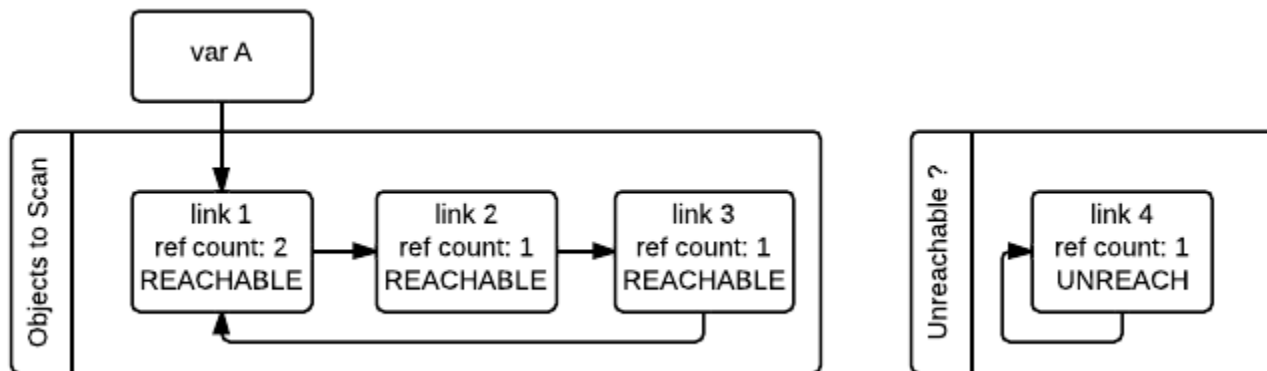 var A
Objects to Scan
link 1
ref count: 2
REACHABLE
link 2
ref count: 1
REACHABLE
link 3
ref count: 1
REACHABLE
Unreachable ?
link 4
ref count: 1
UNREACH